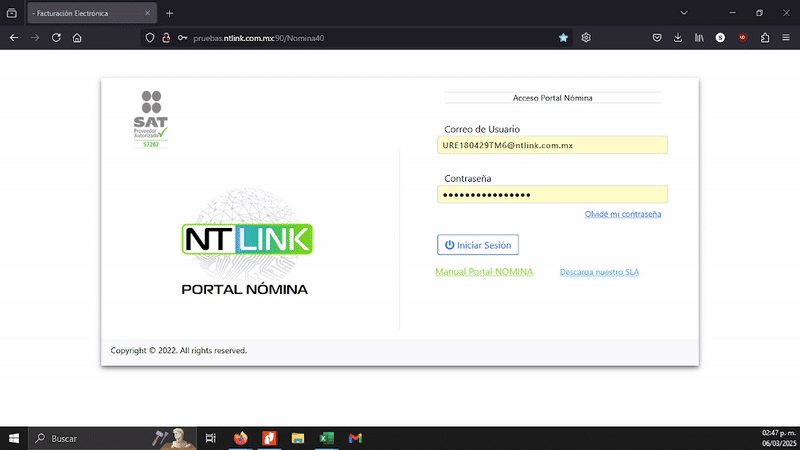 - Facturación Electrónica
pruebas.ntlink.com.mx:90/Nomina40
SAT
Proveedor
Autorizado
57202
NT LINK
PORTAL NÓMINA
Acceso Portal Nómina
Correo de Usuario
URE180429TM6@ntlink.com.mx
Contraseña
Olvidé mi contraseña
Iniciar Sesión
Manual Portal NOMINA
Descarga nuestro SLA
Copyright © 2022. All rights reserved.
Buscar
02:47 p. m.
06/03/2025